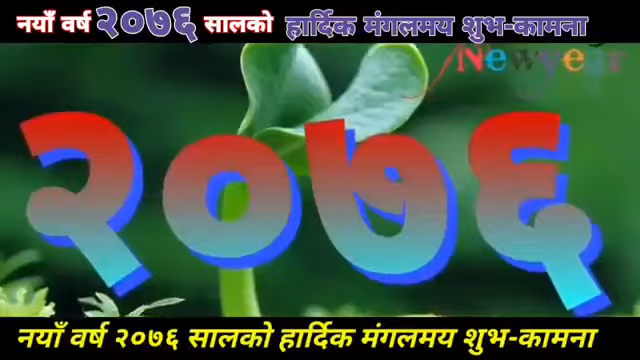 नयाँ वर्ष २०७६ सालको हार्दिक मंगलमय शुभ-कामना
Newyear
२०७६
नयाँ वर्ष २०७६ सालको हार्दिक मंगलमय शुभ-कामना